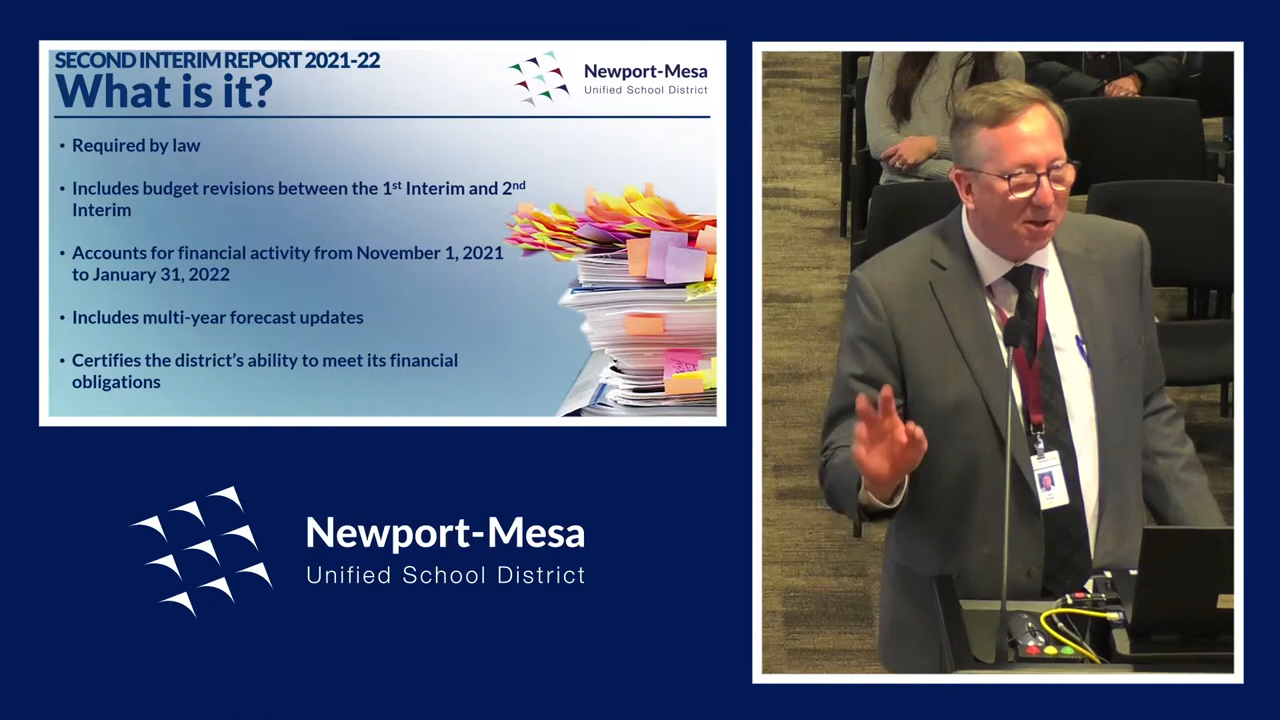 SECOND INTERIM REPORT 2021-22
What is it?
Newport-Mesa
Unified School District
• Required by law
• Includes budget revisions between the 1st Interim and 2nd
Interim
• Accounts for financial activity from November 1, 2021
to January 31, 2022
• Includes multi-year forecast updates
• Certifies the district’s ability to meet its financial
obligations
Newport-Mesa
Unified School District